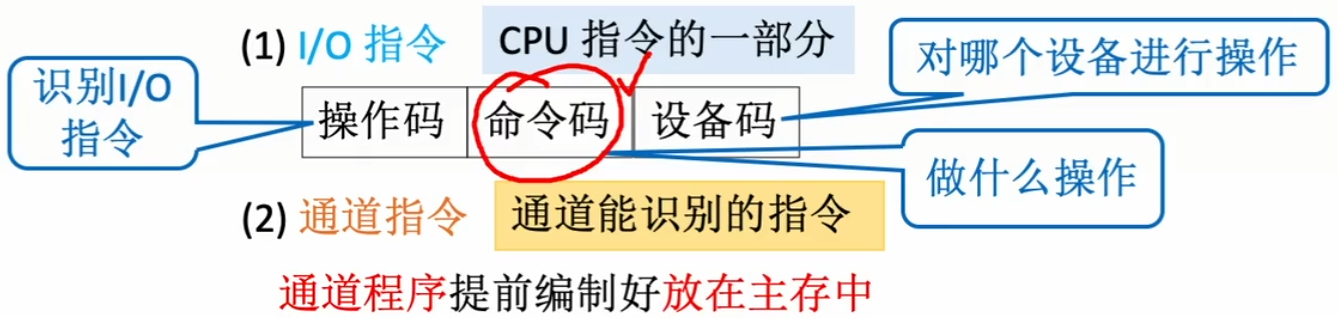 (1) I/O 指令
CPU 指令的一部分
对哪个设备进行操作
识别I/O
指令
操作码 命令码 设备码
做什么操作
(2) 通道指令
通道能识别的指令
通道程序提前编制好放在主存中